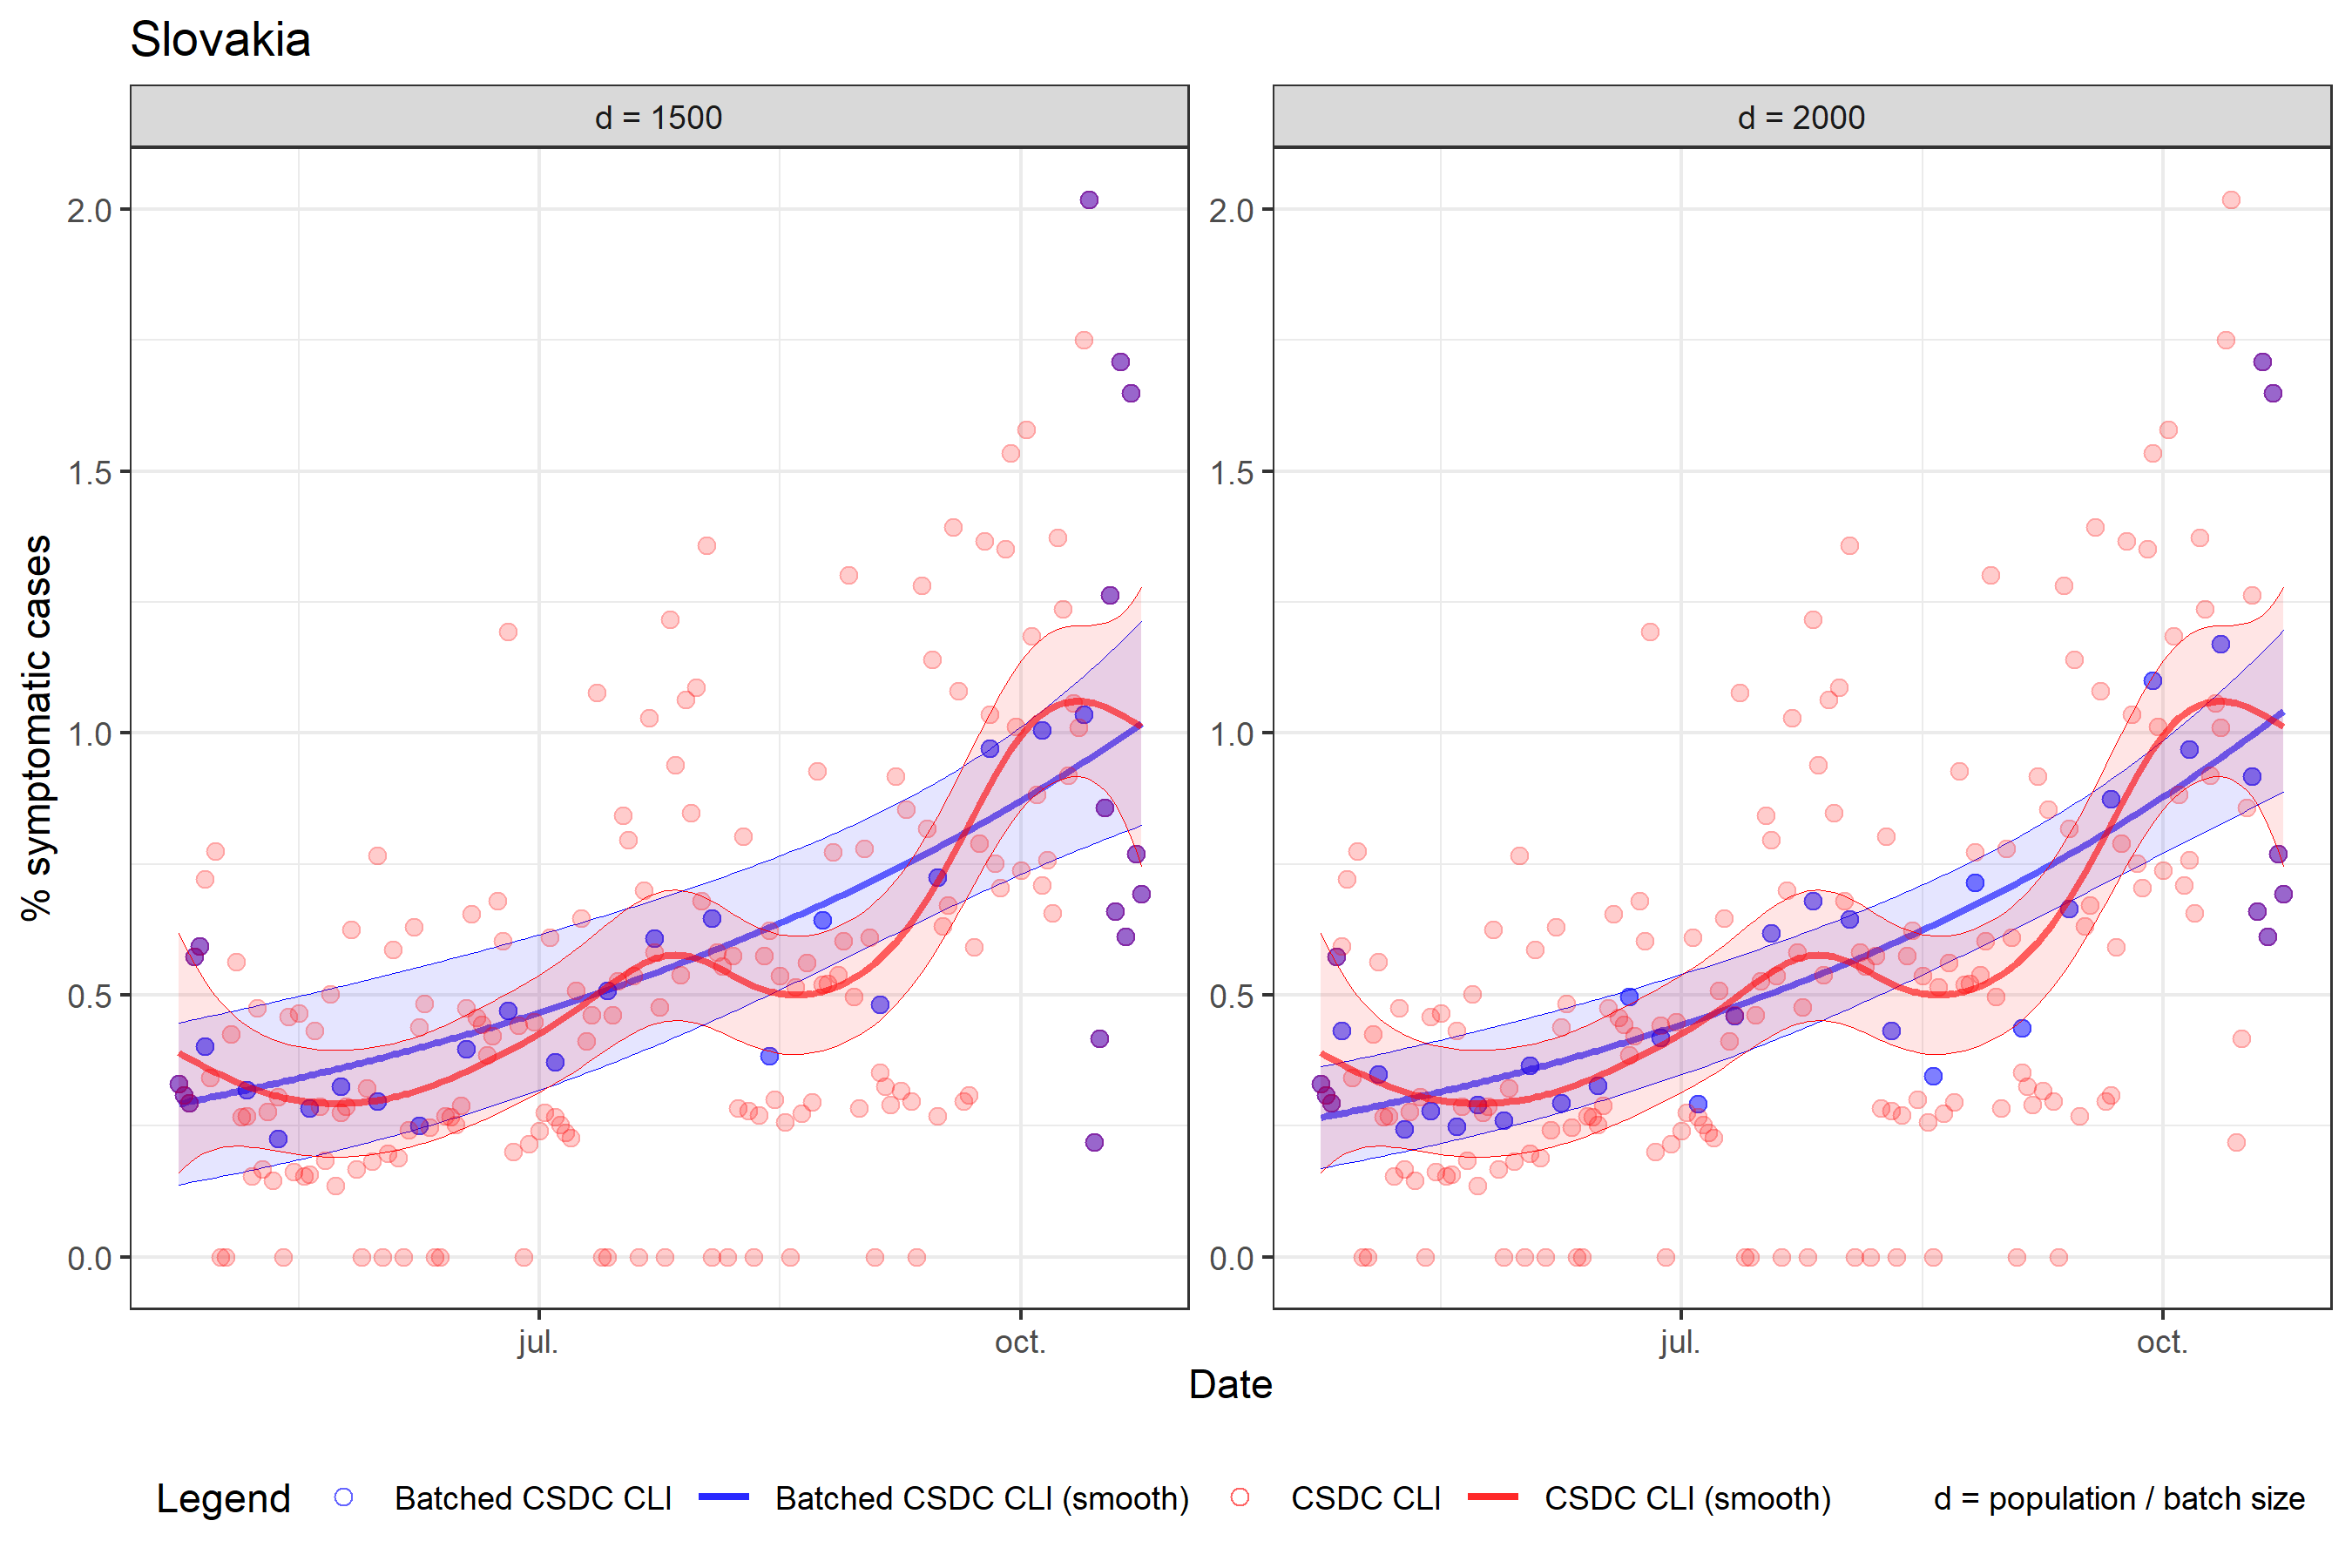 Slovakia
d = 1500
d = 2000
% symptomatic cases
2.0
1.5
1.0
0.5
0.0
2.0
1.5
1.0
0.5
0.0
jul.
oct.
jul.
oct.
Date
Legend
Batched CSDC CLI
Batched CSDC CLI (smooth)
CSDC CLI
CSDC CLI (smooth)
d = population / batch size